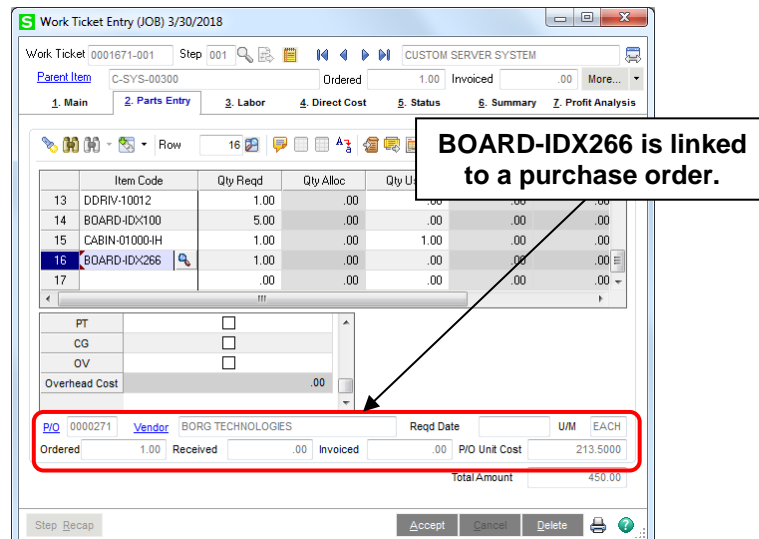 S Work Ticket Entry (JOB) 3/30/2018
Work Ticket 0001671-001 Step 001 CUSTOM SERVER SYSTEM
Parent Item C-SYS-00300 Ordered 1.00 Invoiced .00 More...
1. Main 2. Parts Entry 3. Labor 4. Direct Cost 5. Status 6. Summary 7. Profit Analysis
Row 16
BOARD-IDX266 is linked
to a purchase order.
Item Code Qty Reqd Qty Alloc
13 DDRIV-10012 1.00 .00 .00 .00 .00
14 BOARD-IDX100 5.00 .00 .00 .00 .00
15 CABIN-01000-IH 1.00 .00 1.00 .00 .00
16 BOARD-IDX266 1.00 .00 .00 .00 .00
17 .00 .00 .00 .00 .00
PT
CG
OV
Overhead Cost .00
P/O 0000271 Vendor BORG TECHNOLOGIES Reqd Date U/M EACH
Ordered 1.00 Received .00 Invoiced .00 P/O Unit Cost 213.5000
Total Amount 450.00
Step Recap Accept Cancel Delete